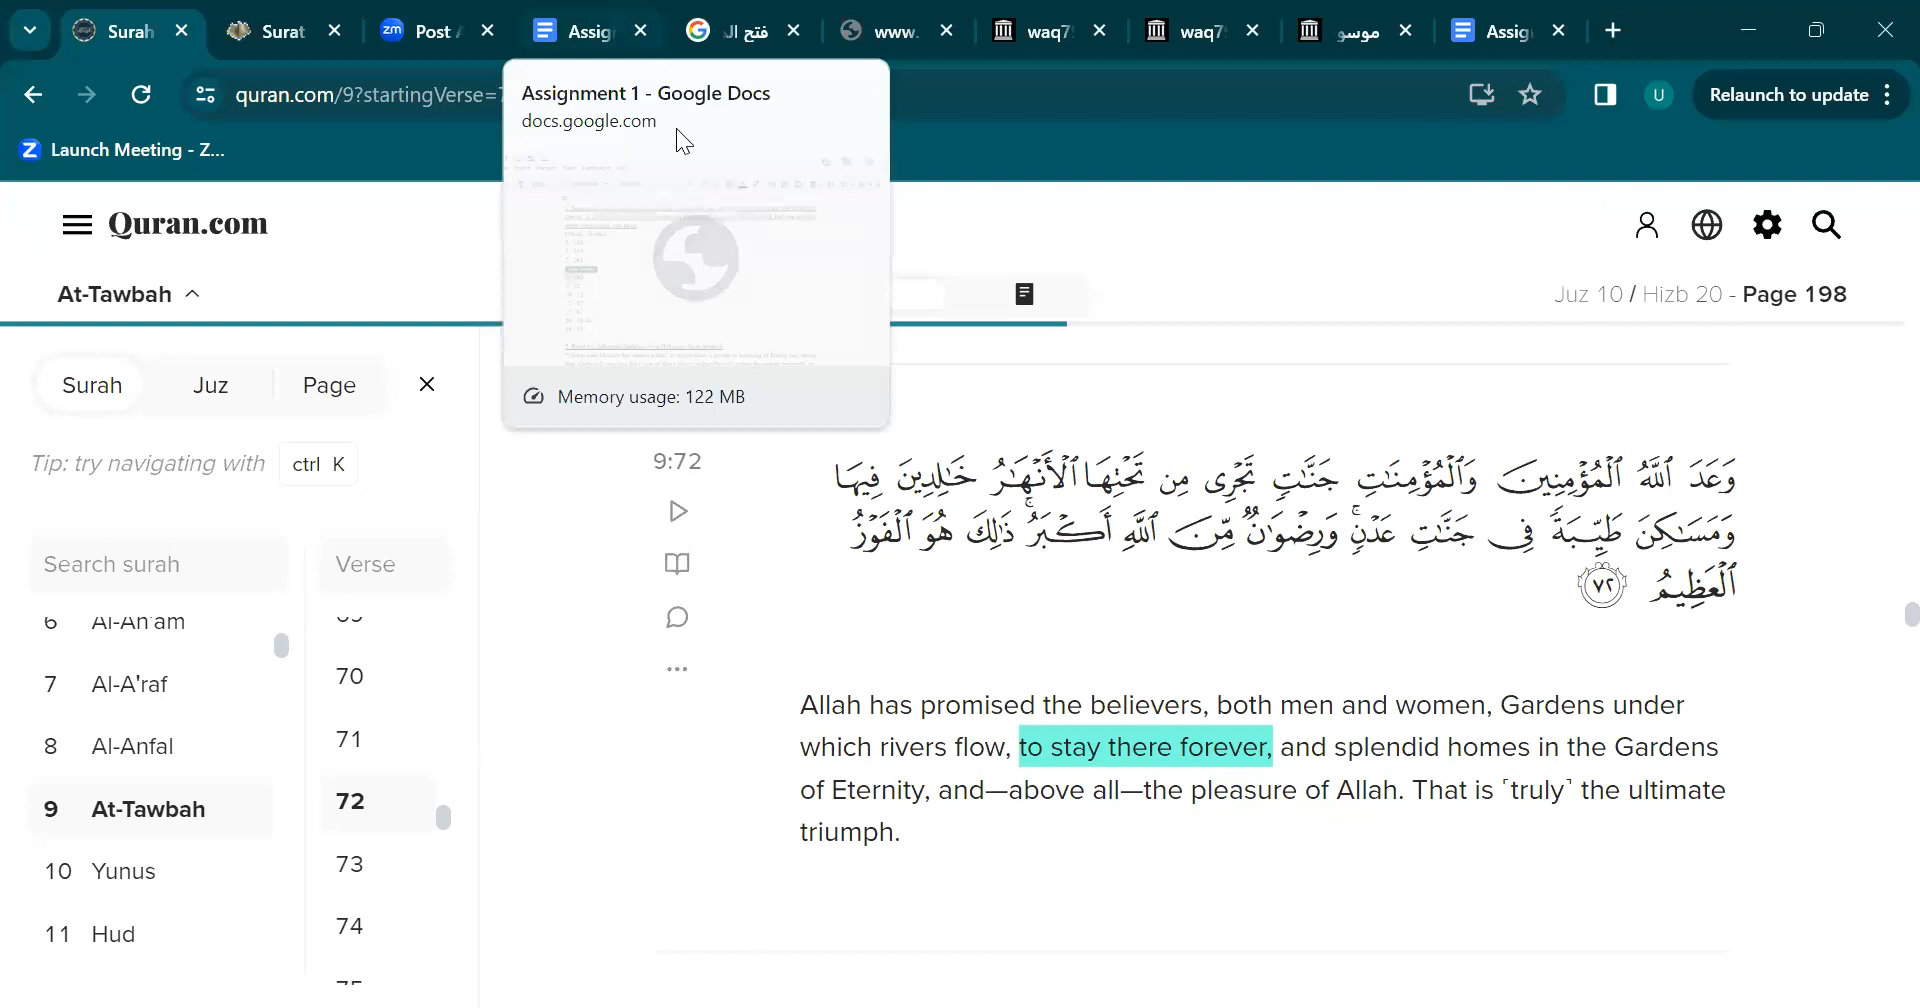 Surah
Surat
zm Post
Assig
فتح ال
www.
waq7
waq7
موسو
Assig
quran.com/9?startingVerse=
U
Relaunch to update
Z Launch Meeting - Z...
Assignment 1 - Google Docs
docs.google.com
Memory usage: 122 MB
Quran.com
At-Tawbah
Juz 10 / Hizb 20 - Page 198
Surah
Juz
Page
Tip: try navigating with ctrl K
Search surah
Verse
6 Al-An'am
7 Al-A'raf
8 Al-Anfal
9 At-Tawbah
10 Yunus
11 Hud
69
70
71
72
73
74
75
9:72
وَعَدَ ٱللَّهُ ٱلْمُؤْمِنِينَ وَٱلْمُؤْمِنَـٰتِ جَنَّـٰتٍ تَجْرِى مِن تَحْتِهَا ٱلْأَنْهَـٰرُ خَـٰلِدِينَ فِيهَا
وَمَسَـٰكِنَ طَيِّبَةً فِى جَنَّـٰتِ عَدْنٍ ۚ وَرِضْوَٰنٌ مِّنَ ٱللَّهِ أَكْبَرُ ۚ ذَٰلِكَ هُوَ ٱلْفَوْزُ
ٱلْعَظِيمُ ٧٢
Allah has promised the believers, both men and women, Gardens under
which rivers flow, to stay there forever, and splendid homes in the Gardens
of Eternity, and—above all—the pleasure of Allah. That is ˹truly˺ the ultimate
triumph.